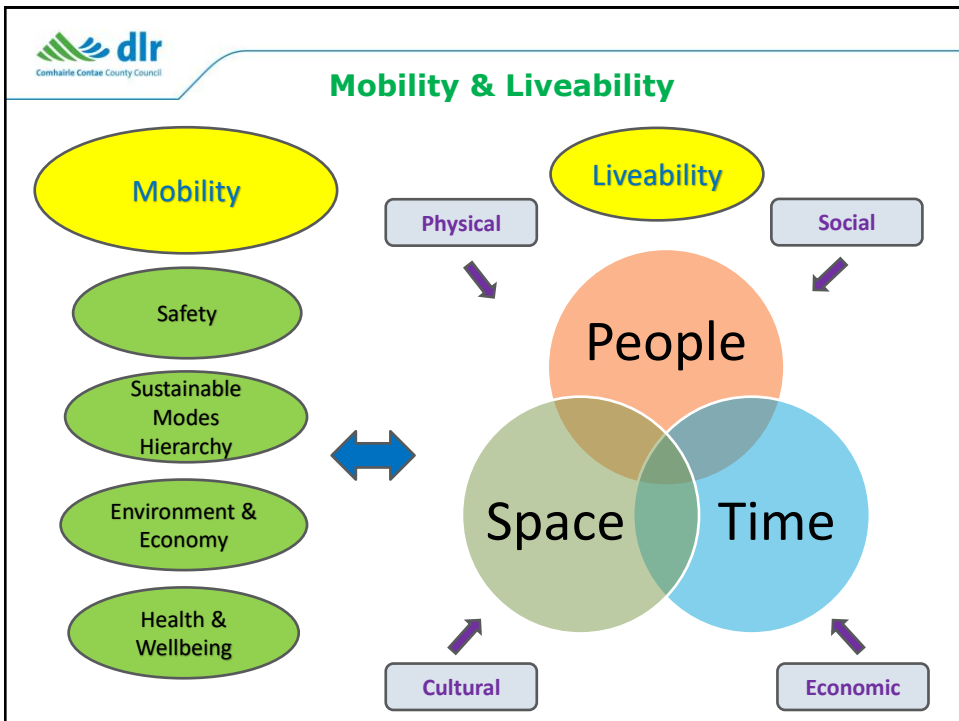 dlr
Comhairle Contae County Council
Mobility & Liveability
Mobility
Safety
Sustainable
Modes
Hierarchy
Environment &
Economy
Health &
Wellbeing
Liveability
Physical
Social
People
Space
Time
Cultural
Economic